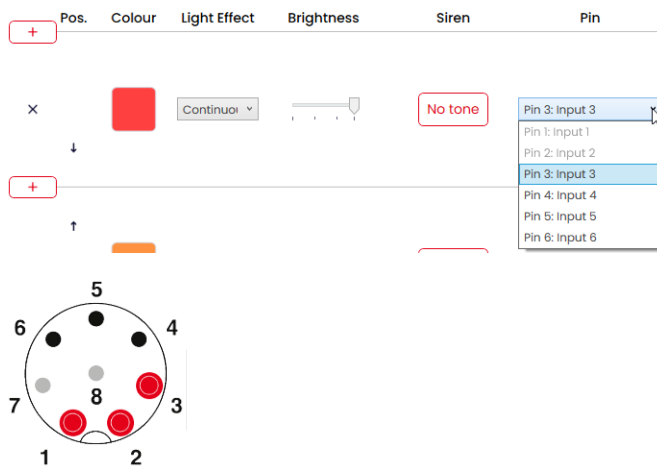 Pos. Colour Light Effect Brightness Siren Pin
+
× Continuou No tone Pin 3: Input 3
↓
Pin 1: Input 1
Pin 2: Input 2
Pin 3: Input 3
Pin 4: Input 4
Pin 5: Input 5
Pin 6: Input 6
+
↑
5
6 4
7 8 3
1 2